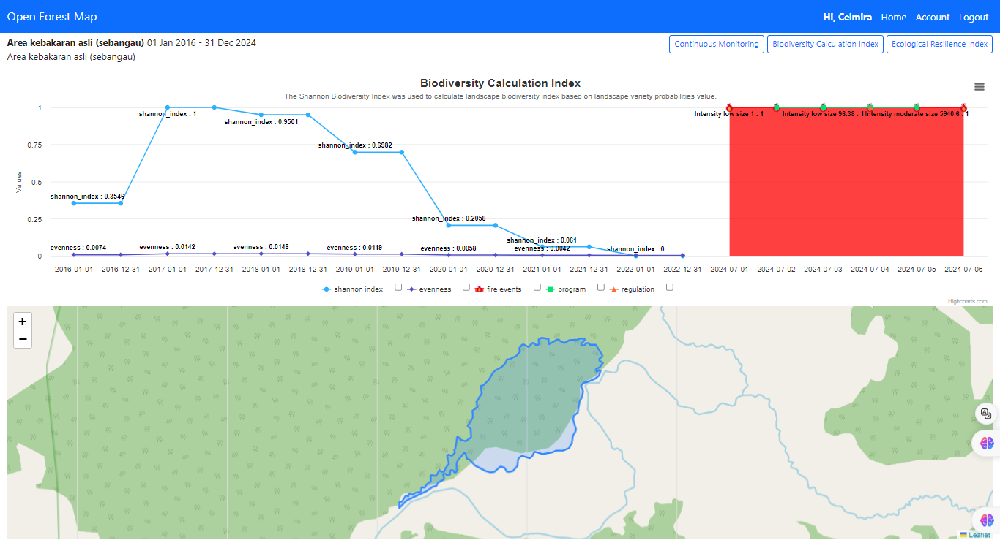 Open Forest Map
Hi, Celmira Home Account Logout
Area kebakaran asli (sebangau) 01 Jan 2016 - 31 Dec 2024
Area kebakaran asli (sebangau)
Continuous Monitoring Biodiversity Calculation Index Ecological Resilience Index
Biodiversity Calculation Index
The Shannon Biodiversity Index was used to calculate landscape biodiversity index based on landscape variety probabilities value.
Values
1
0.75
0.5
0.25
0
shannon_index : 0.3546
shannon_index : 1
shannon_index : 0.9501
shannon_index : 0.6982
shannon_index : 0.2058
shannon_index : 0.061
shannon_index : 0
evenness : 0.0074
evenness : 0.0142
evenness : 0.0148
evenness : 0.0119
evenness : 0.0058
evenness : 0.0042
Intensity low size 1 : 1
Intensity low size 96.38 : 1
Intensity moderate size 5940.6 : 1
2016-01-01 2016-12-31 2017-01-01 2017-12-31 2018-01-01 2018-12-31 2019-01-01 2019-12-31 2020-01-01 2020-12-31 2021-01-01 2021-12-31 2022-01-01 2022-12-31 2024-07-01 2024-07-02 2024-07-03 2024-07-04 2024-07-05 2024-07-06
shannon index evenness fire events program regulation
Highcharts.com
+
−
Leaflet